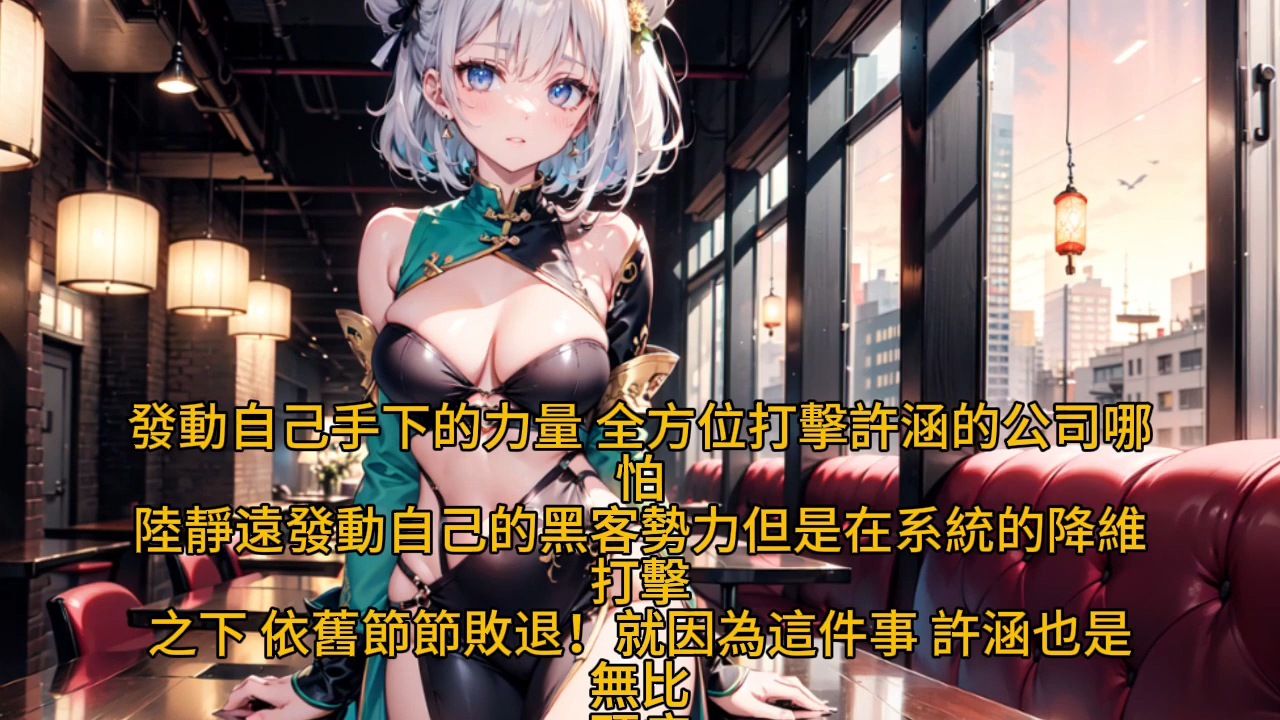 發動自己手下的力量 全方位打擊許涵的公司哪
怕
陸靜遠發動自己的黑客勢力但是在系統的降維
打擊
之下 依舊節節敗退！就因為這件事 許涵也是
無比